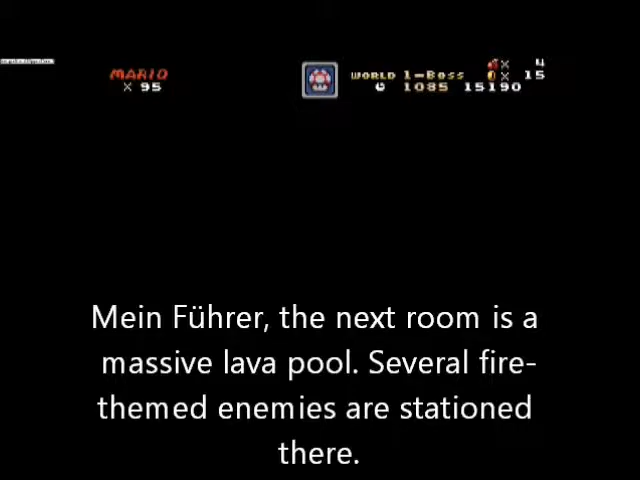 MARIO
x 95
WORLD 1-Boss
x 4
x 15
1085 15190
Mein Führer, the next room is a
massive lava pool. Several fire-
themed enemies are stationed
there.